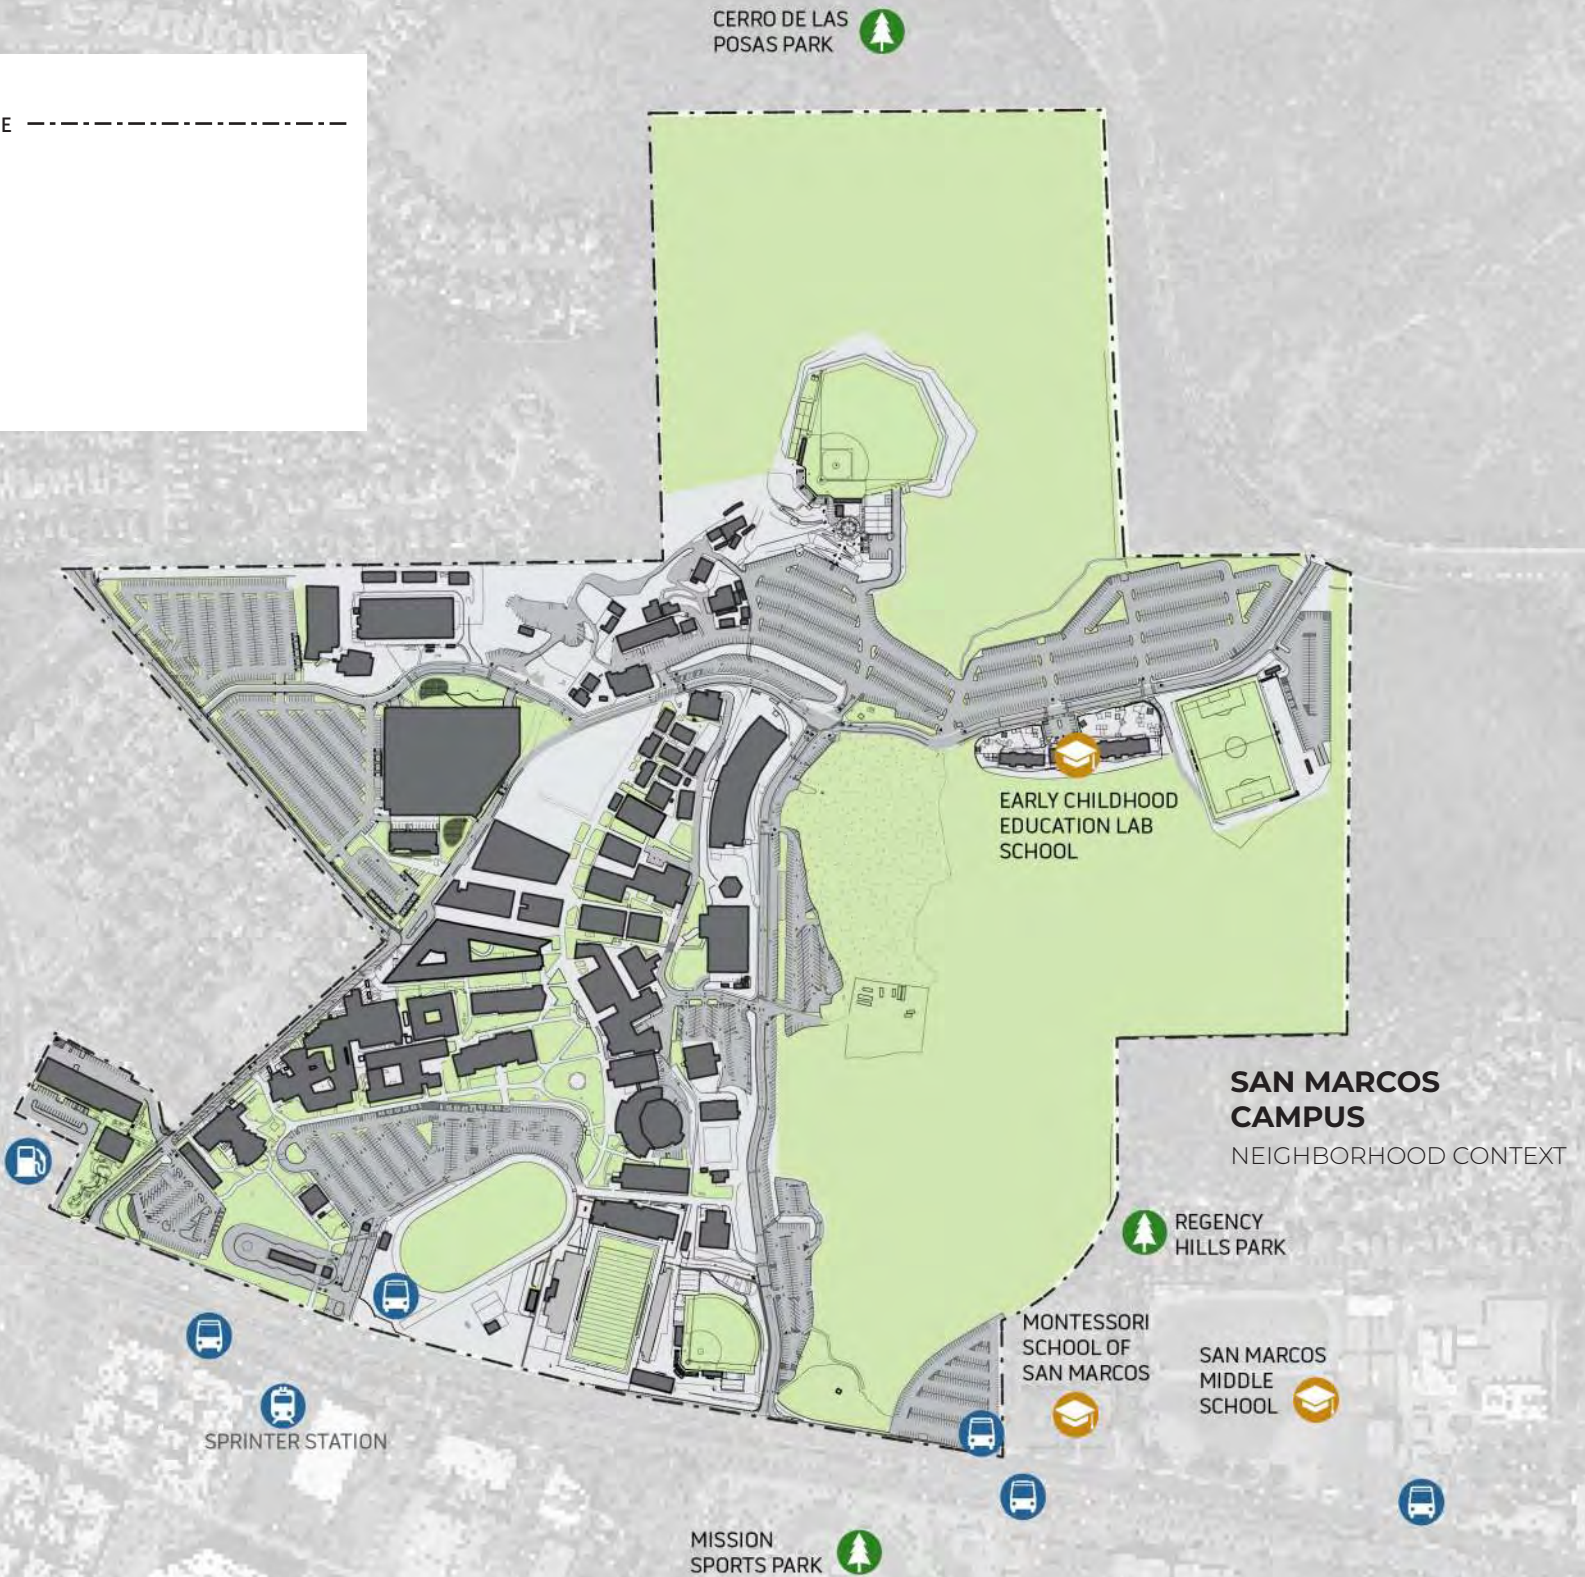 CERRO DE LAS
POSAS PARK
E
EARLY CHILDHOOD
EDUCATION LAB
SCHOOL
SAN MARCOS
CAMPUS
NEIGHBORHOOD CONTEXT
REGENCY
HILLS PARK
MONTESSORI
SCHOOL OF
SAN MARCOS
SAN MARCOS
MIDDLE
SCHOOL
SPRINTER STATION
MISSION
SPORTS PARK